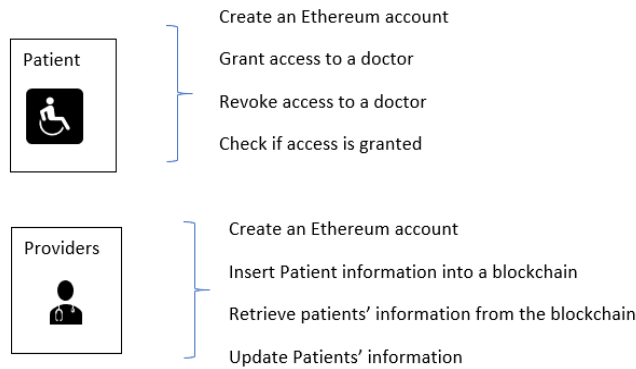 Patient
Create an Ethereum account
Grant access to a doctor
Revoke access to a doctor
Check if access is granted
Providers
Create an Ethereum account
Insert Patient information into a blockchain
Retrieve patients’ information from the blockchain
Update Patients’ information